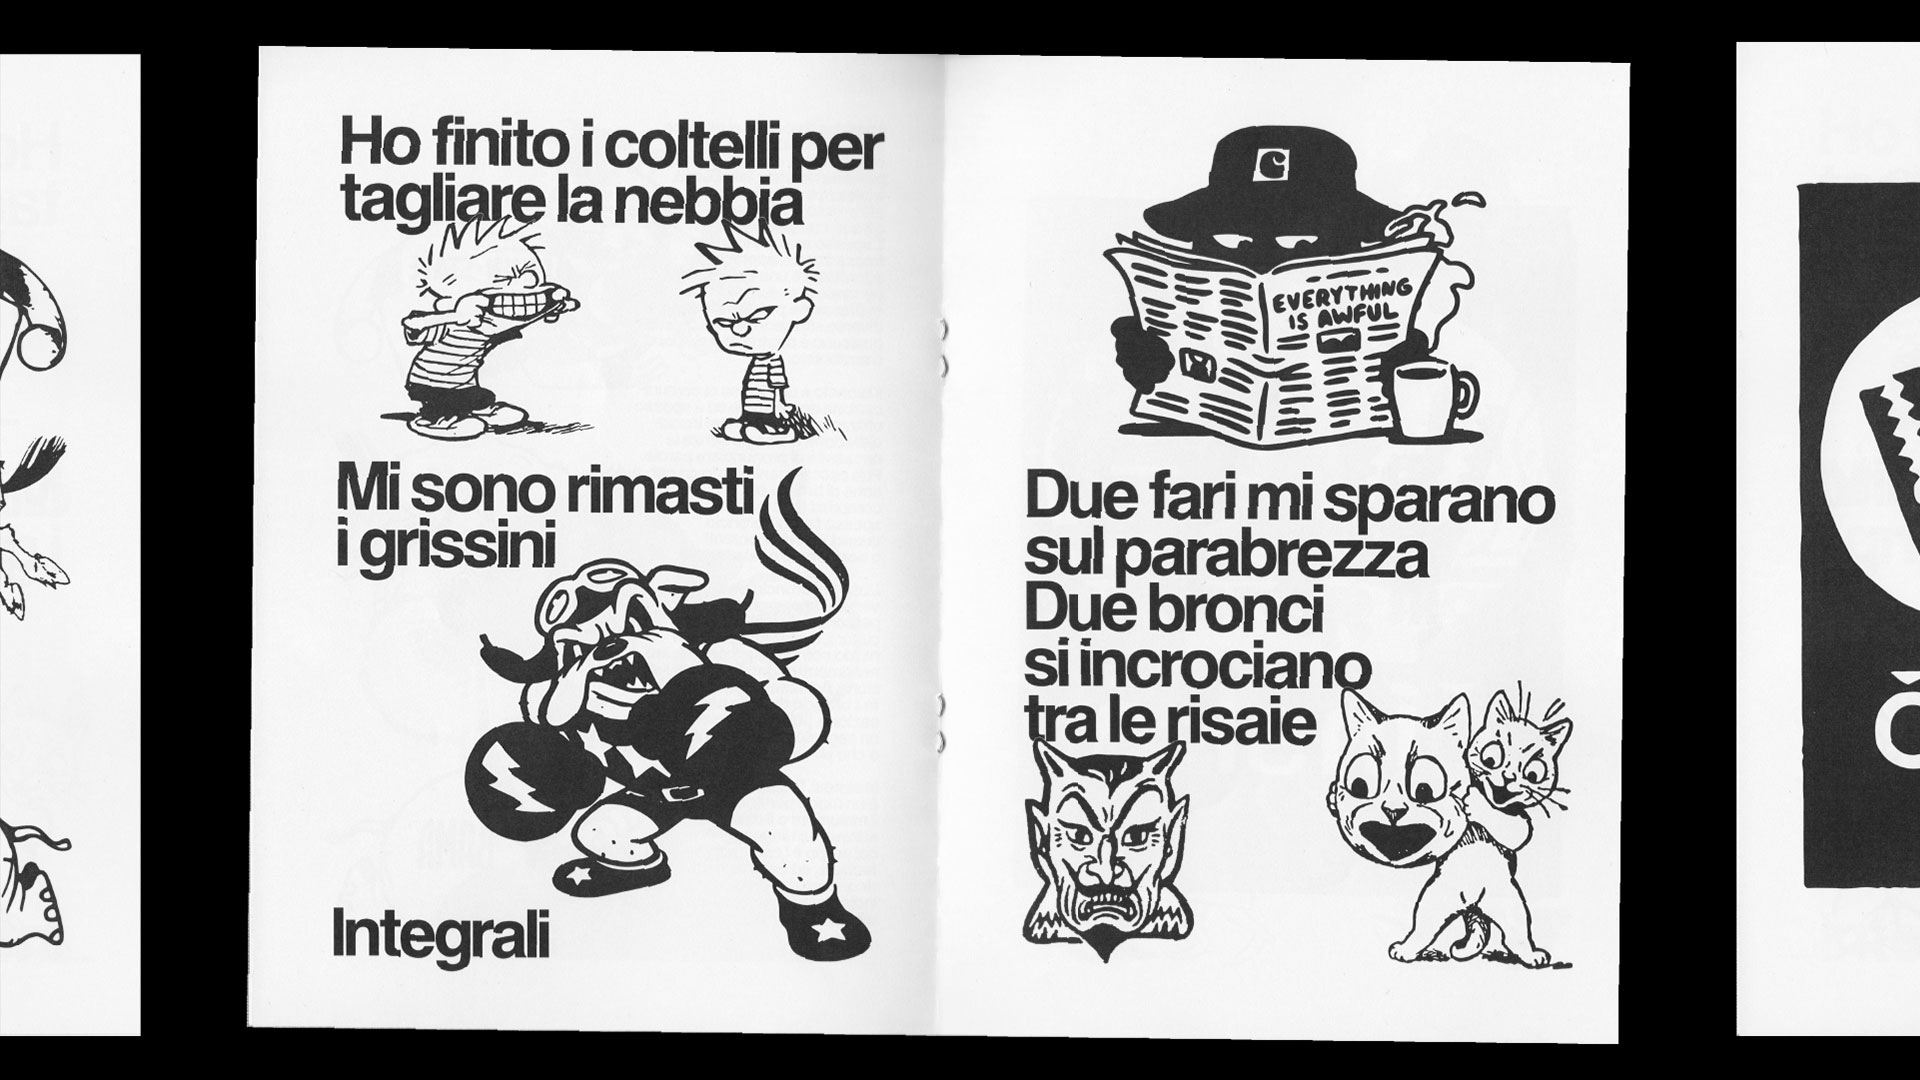 Ho finito i coltelli per
tagliare la nebbia
Mi sono rimasti
i grissini
Integrali
EVERYTHING
IS AWFUL
Due fari mi sparano
sul parabrezza
Due bronci
si incrociano
tra le risaie